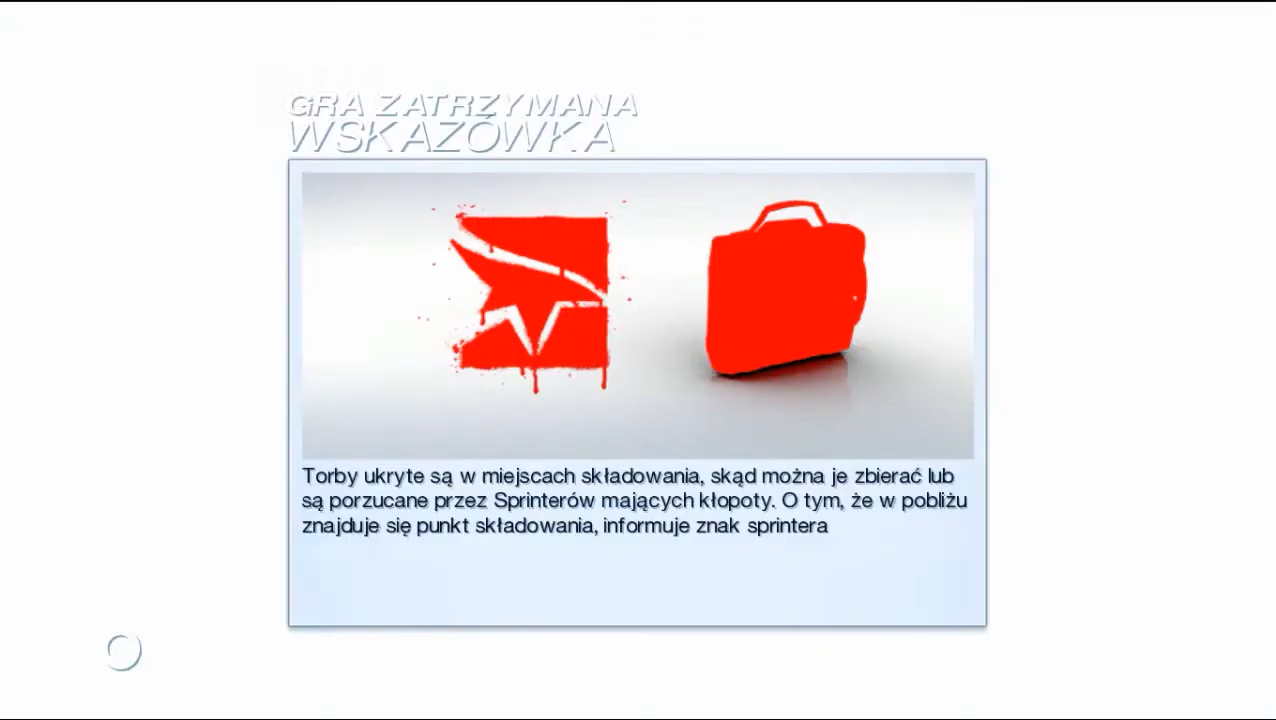 GRA ZATRZYMANA
WSKAZÓWKA
Torby ukryte są w miejscach składowania, skąd można je zbierać lub
są porzucane przez Sprinterów mających kłopoty. O tym, że w pobliżu
znajduje się punkt składowania, informuje znak sprintera